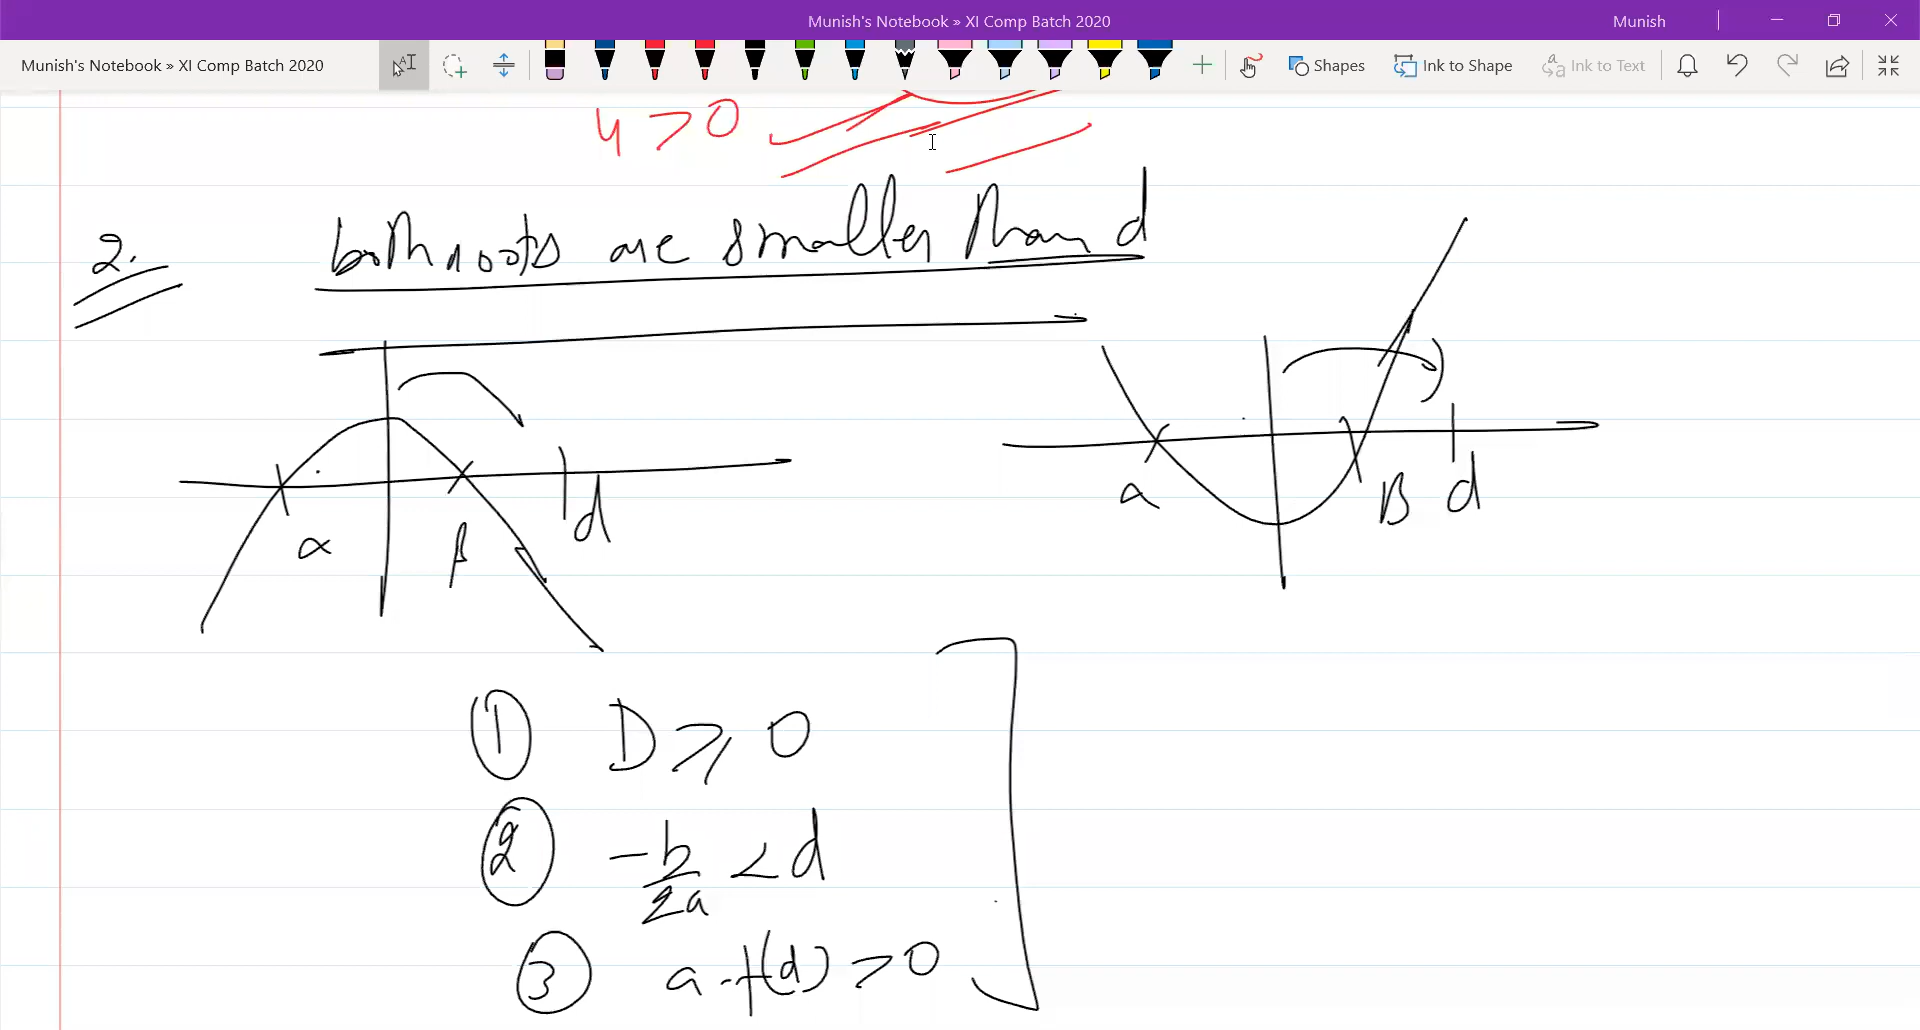 Munish's Notebook » XI Comp Batch 2020
Munish
Munish's Notebook » XI Comp Batch 2020
Shapes
Ink to Shape
Ink to Text
4 > 0
2. both roots are smaller than d
α β d
α β d
① D ⩾ 0
② -b/2a < d
③ a·f(d) > 0